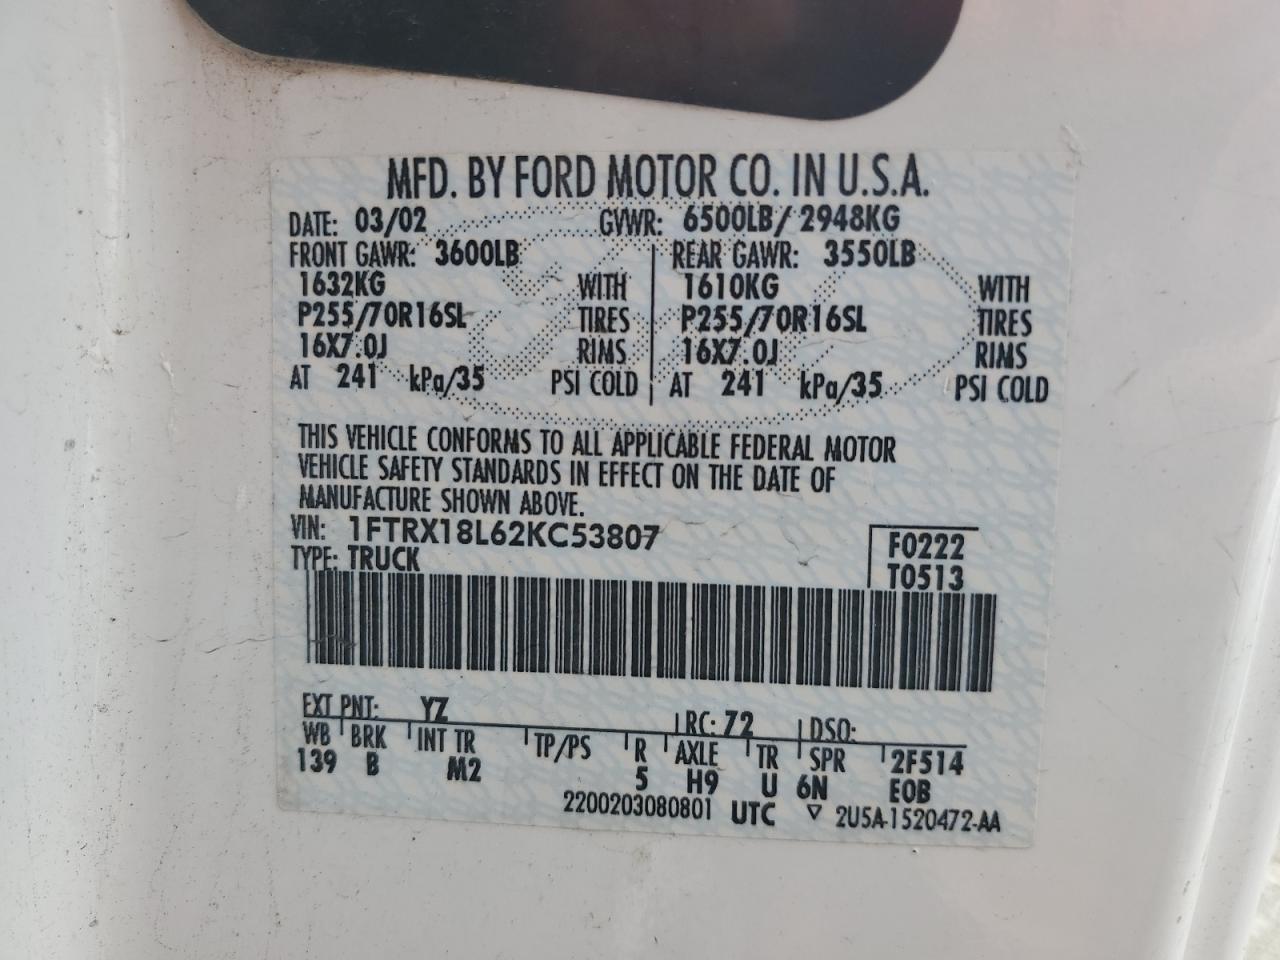 MFD. BY FORD MOTOR CO. IN U.S.A.
DATE: 03/02 GVWR: 6500LB/ 2948KG
FRONT GAWR: 3600LB REAR GAWR: 3550LB
1632KG WITH 1610KG WITH
P255/70R16SL TIRES P255/70R16SL TIRES
16X7.0J RIMS 16X7.0J RIMS
AT 241 kPa/35 PSI COLD AT 241 kPa/35 PSI COLD
THIS VEHICLE CONFORMS TO ALL APPLICABLE FEDERAL MOTOR
VEHICLE SAFETY STANDARDS IN EFFECT ON THE DATE OF
MANUFACTURE SHOWN ABOVE.
VIN: 1FTRX18L62KC53807 F0222
TYPE: TRUCK T0513
EXT PNT: YZ RC: 72 DSO:
WB BRK INT TR TP/PS R AXLE TR SPR 2F514
139 B M2 5 H9 U 6N EOB
2200203080801 UTC ▽ 2U5A-1520472-AA